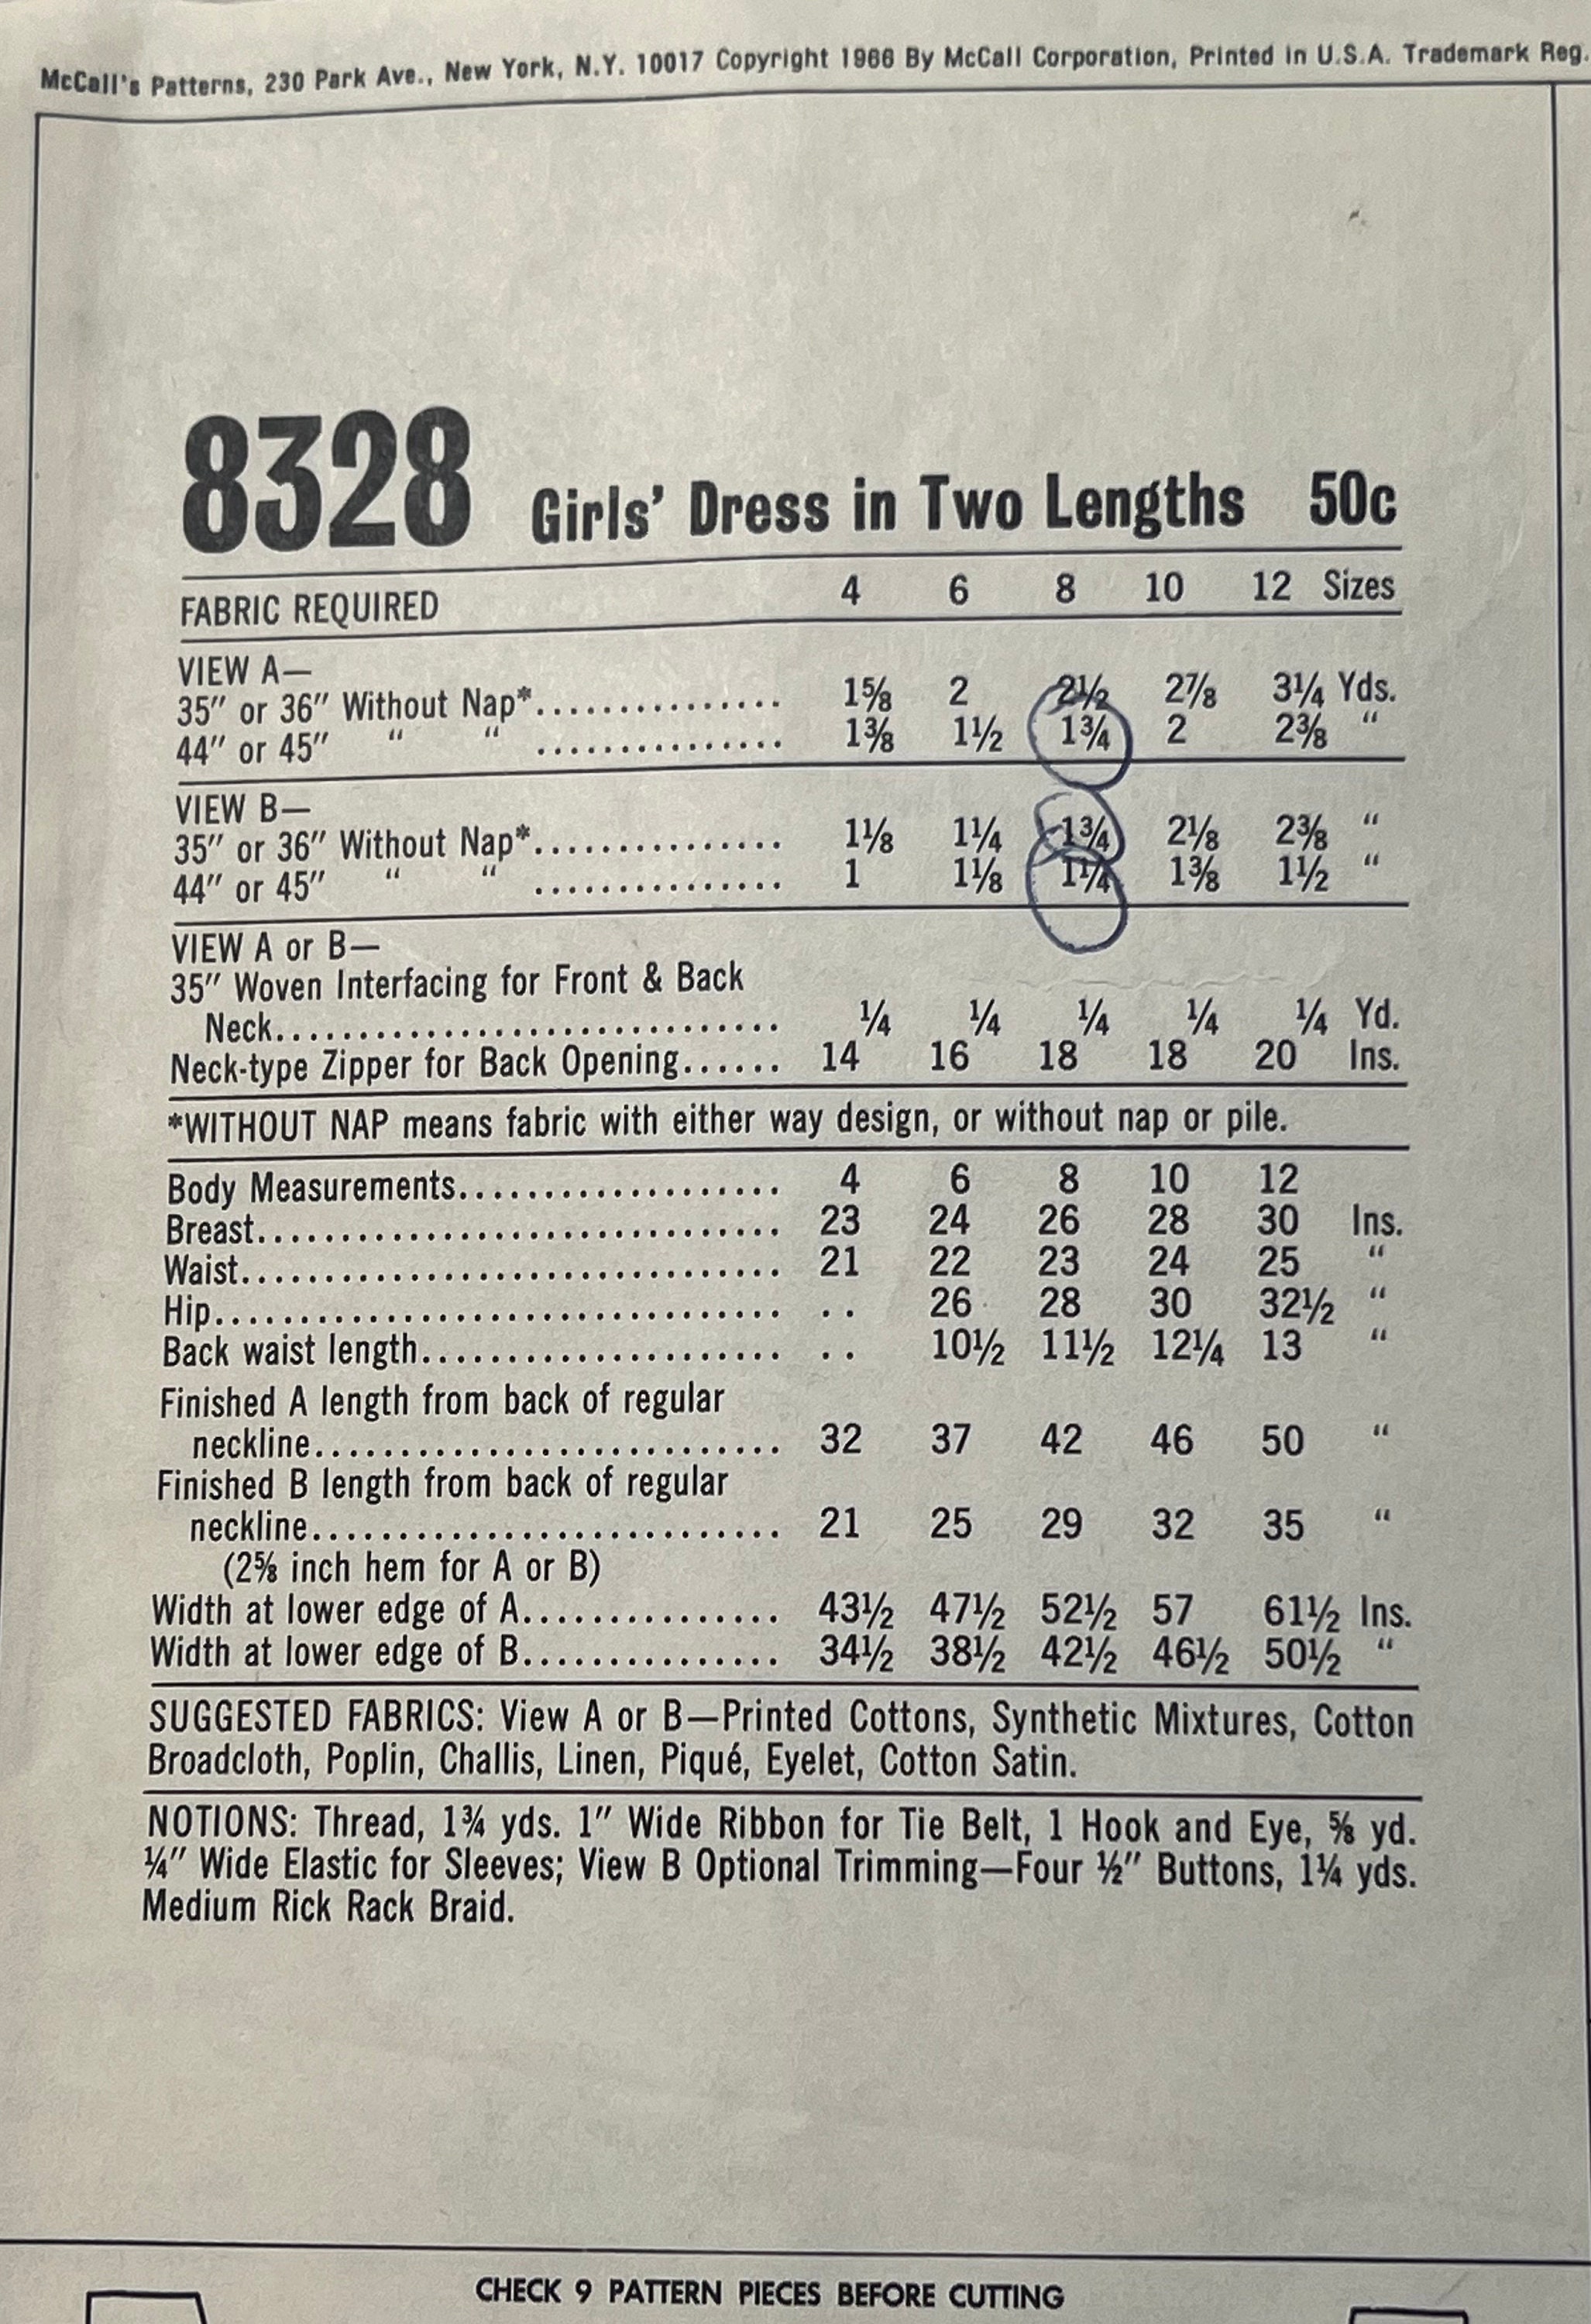 McCall's Patterns, 230 Park Ave., New York, N.Y. 10017 Copyright 1966 By McCall Corporation, Printed in U.S.A. Trademark Reg.
8328 Girls' Dress in Two Lengths 50c
FABRIC REQUIRED 4 6 8 10 12 Sizes
VIEW A—
35" or 36" Without Nap*............... 1⅝ 2 2½ 2⅞ 3¼ Yds.
44" or 45" " " ............... 1⅜ 1½ 1¾ 2 2⅜ "
VIEW B—
35" or 36" Without Nap*............... 1⅛ 1¼ 1¾ 2⅛ 2⅜ "
44" or 45" " " ............... 1 1⅛ 1¼ 1⅜ 1½ "
VIEW A or B—
35" Woven Interfacing for Front & Back
Neck.............................. ¼ ¼ ¼ ¼ ¼ Yd.
Neck-type Zipper for Back Opening...... 14 16 18 18 20 Ins.
*WITHOUT NAP means fabric with either way design, or without nap or pile.
Body Measurements.................... 4 6 8 10 12
Breast................................ 23 24 26 28 30 Ins.
Waist................................. 21 22 23 24 25 "
Hip................................... .. 26 28 30 32½ "
Back waist length...................... .. 10½ 11½ 12¼ 13 "
Finished A length from back of regular
neckline............................ 32 37 42 46 50 "
Finished B length from back of regular
neckline............................ 21 25 29 32 35 "
(2⅝ inch hem for A or B)
Width at lower edge of A............... 43½ 47½ 52½ 57 61½ Ins.
Width at lower edge of B............... 34½ 38½ 42½ 46½ 50½ "
SUGGESTED FABRICS: View A or B—Printed Cottons, Synthetic Mixtures, Cotton
Broadcloth, Poplin, Challis, Linen, Piqué, Eyelet, Cotton Satin.
NOTIONS: Thread, 1¾ yds. 1" Wide Ribbon for Tie Belt, 1 Hook and Eye, ⅝ yd.
¼" Wide Elastic for Sleeves; View B Optional Trimming—Four ½" Buttons, 1¼ yds.
Medium Rick Rack Braid.
CHECK 9 PATTERN PIECES BEFORE CUTTING